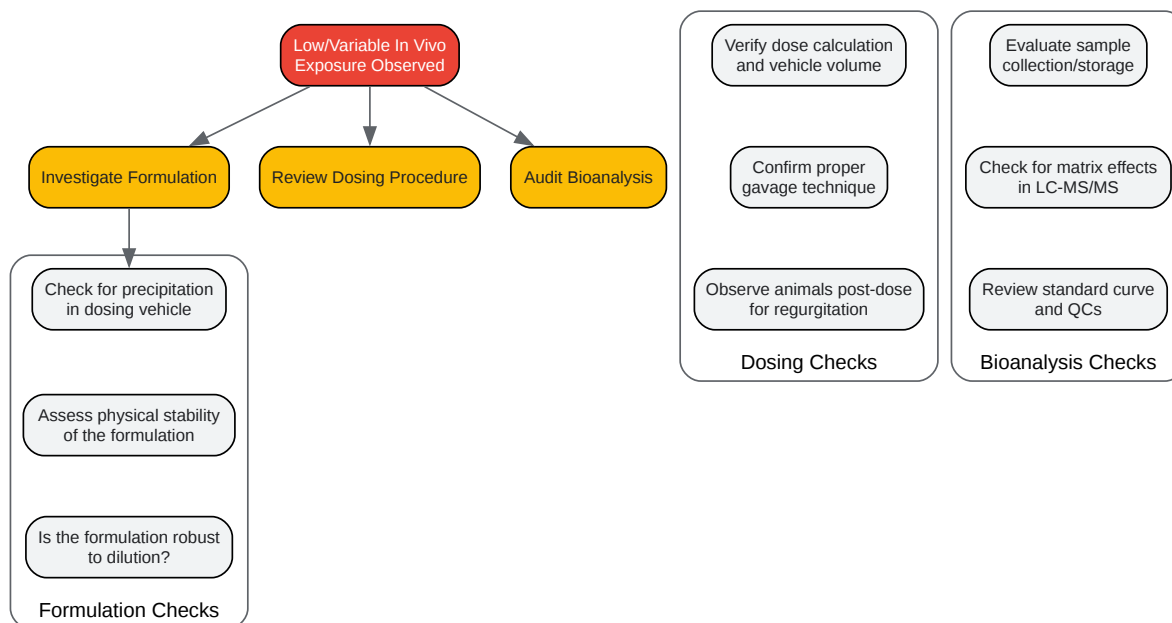 Low/Variable In Vivo
Exposure Observed
Investigate Formulation
Review Dosing Procedure
Audit Bioanalysis
Check for precipitation
in dosing vehicle
Assess physical stability
of the formulation
Is the formulation robust
to dilution?
Formulation Checks
Verify dose calculation
and vehicle volume
Confirm proper
gavage technique
Observe animals post-dose
for regurgitation
Dosing Checks
Evaluate sample
collection/storage
Check for matrix effects
in LC-MS/MS
Review standard curve
and QCs
Bioanalysis Checks